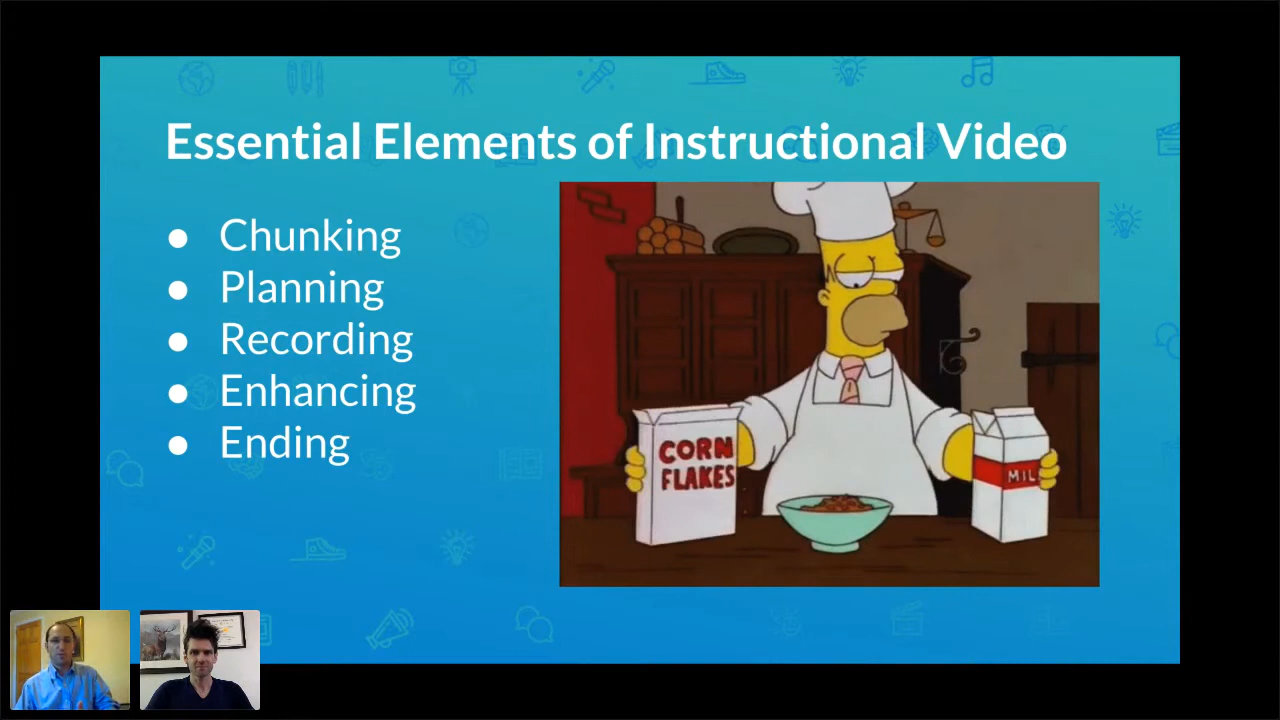 Essential Elements of Instructional Video
● Chunking
● Planning
● Recording
● Enhancing
● Ending
CORN
FLAKES
MIL